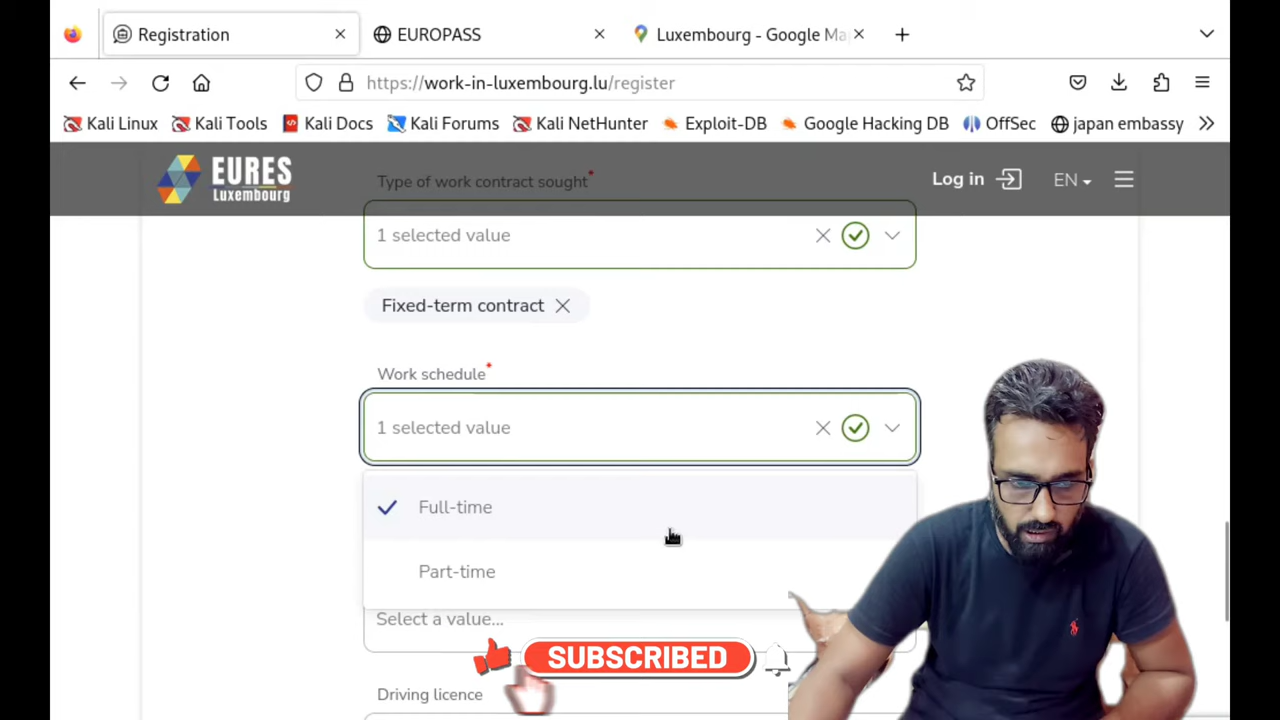 Registration
EUROPASS
Luxembourg - Google Ma
https://work-in-luxembourg.lu/register
Kali Linux
Kali Tools
Kali Docs
Kali Forums
Kali NetHunter
Exploit-DB
Google Hacking DB
OffSec
japan embassy
EURES
Luxembourg
Log in
EN
Type of work contract sought*
1 selected value
Fixed-term contract
Work schedule*
1 selected value
Full-time
Part-time
Select a value...
SUBSCRIBED
Driving licence